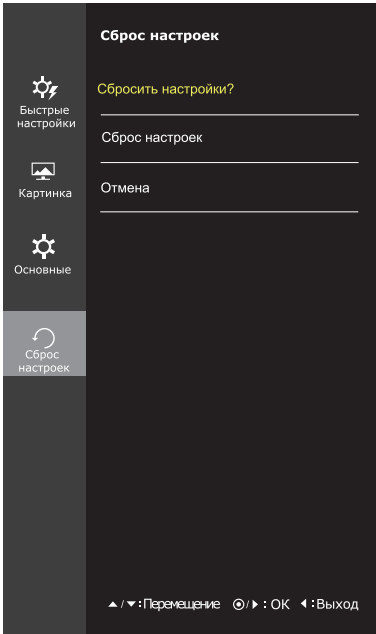 Сброс настроек
Сбросить настройки?
Сброс настроек
Отмена
Быстрые
настройки
Картинка
Основные
Сброс
настроек
▲/▼:Перемещение ◉/▶: OK ◀:Выход